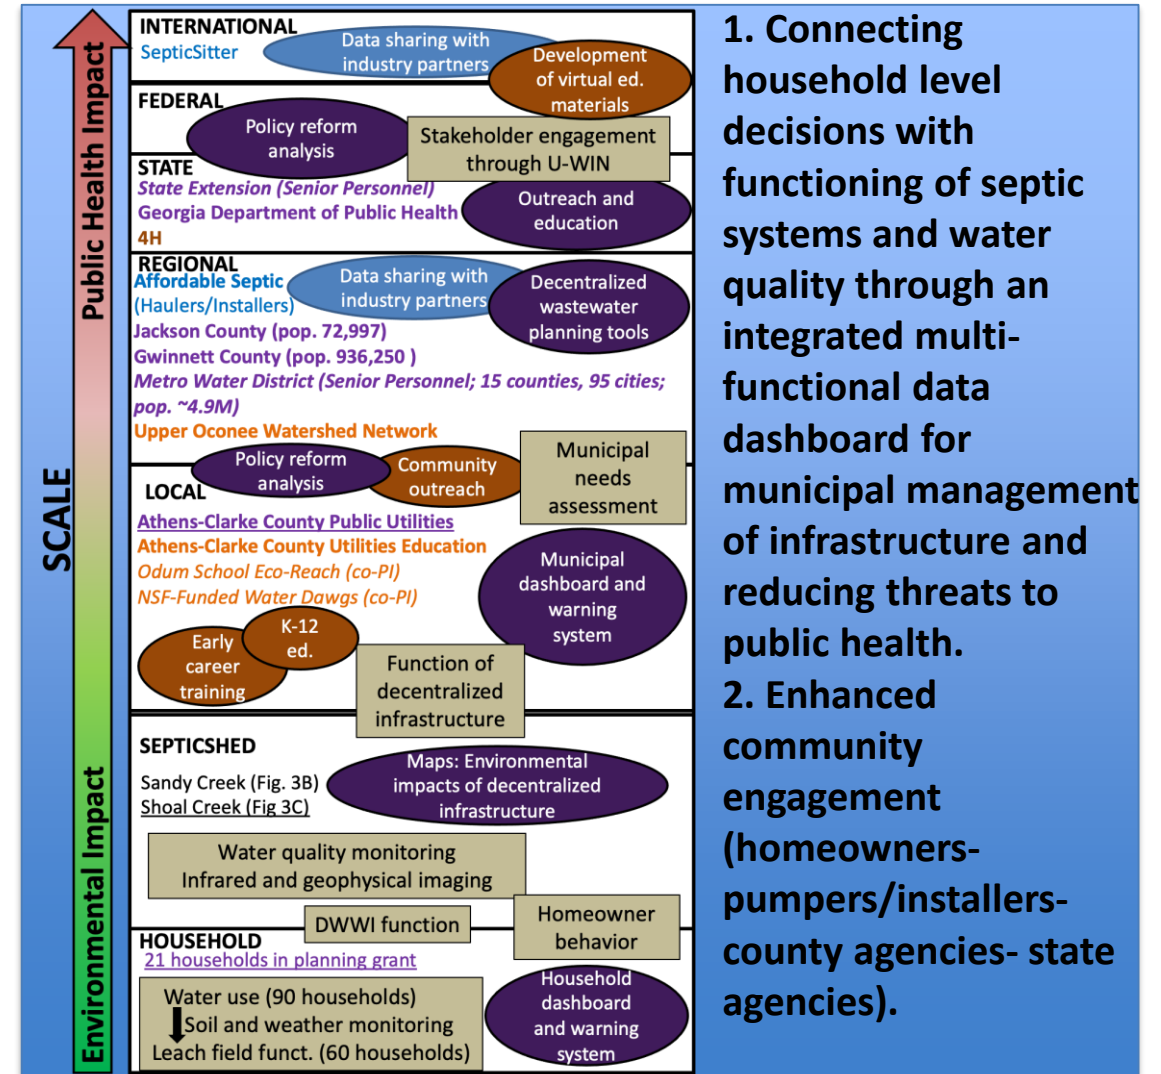 SCALE
Public Health Impact
Environmental Impact
INTERNATIONAL
SepticSitter
Data sharing with
industry partners
Development
of virtual ed.
materials
FEDERAL
Policy reform
analysis
Stakeholder engagement
through U-WIN
STATE
State Extension (Senior Personnel)
Georgia Department of Public Health
4H
Outreach and
education
REGIONAL
Affordable Septic
(Haulers/Installers)
Data sharing with
industry partners
Decentralized
wastewater
planning tools
Jackson County (pop. 72,997)
Gwinnett County (pop. 936,250 )
Metro Water District (Senior Personnel; 15 counties, 95 cities;
pop. ~4.9M)
Upper Oconee Watershed Network
Policy reform
analysis
Community
outreach
Municipal
needs
assessment
LOCAL
Athens-Clarke County Public Utilities
Athens-Clarke County Utilities Education
Odum School Eco-Reach (co-PI)
NSF-Funded Water Dawgs (co-PI)
Municipal
dashboard and
warning
system
Early
career
training
K-12
ed.
Function of
decentralized
infrastructure
SEPTICSHED
Sandy Creek (Fig. 3B)
Shoal Creek (Fig 3C)
Maps: Environmental
impacts of decentralized
infrastructure
Water quality monitoring
Infrared and geophysical imaging
DWWI function
Homeowner
behavior
HOUSEHOLD
21 households in planning grant
Water use (90 households)
Soil and weather monitoring
Leach field funct. (60 households)
Household
dashboard
and warning
system
1. Connecting
household level
decisions with
functioning of septic
systems and water
quality through an
integrated multi-
functional data
dashboard for
municipal management
of infrastructure and
reducing threats to
public health.
2. Enhanced
community
engagement
(homeowners-
pumpers/installers-
county agencies- state
agencies).